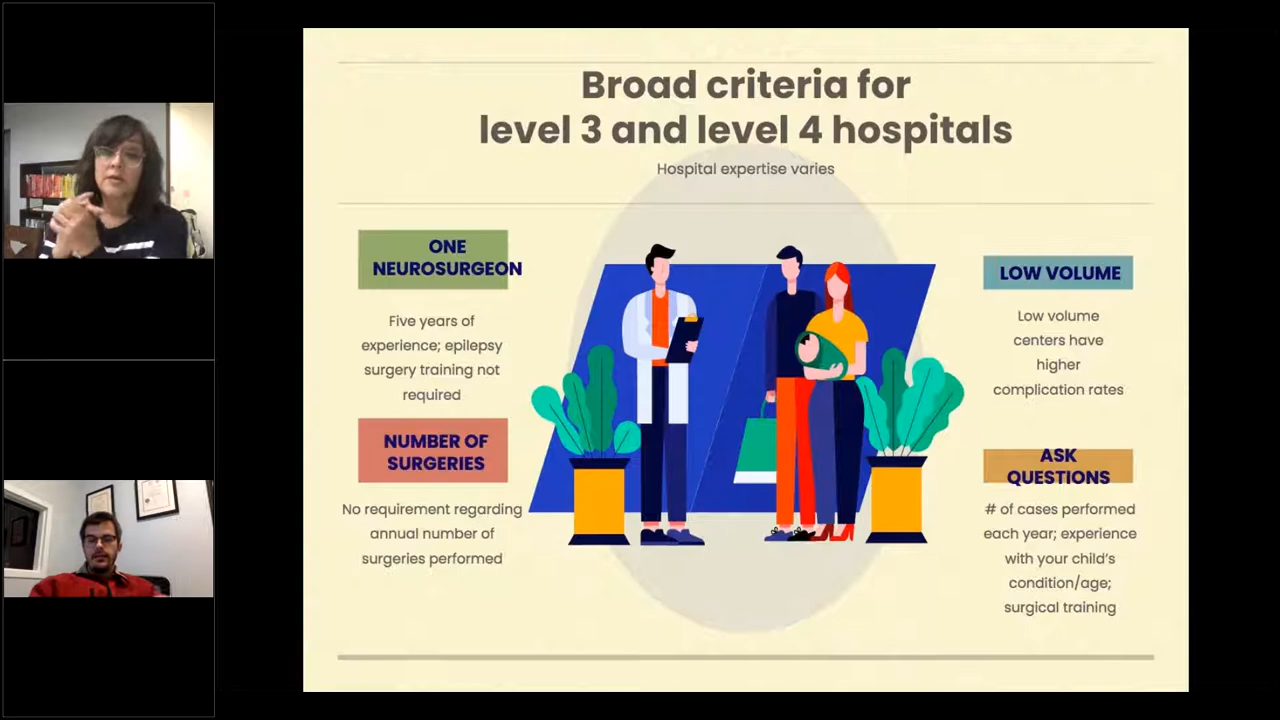 Broad criteria for
level 3 and level 4 hospitals
Hospital expertise varies
ONE
NEUROSURGEON
Five years of
experience; epilepsy
surgery training not
required
NUMBER OF
SURGERIES
No requirement regarding
annual number of
surgeries performed
LOW VOLUME
Low volume
centers have
higher
complication rates
ASK
QUESTIONS
# of cases performed
each year; experience
with your child's
condition/age;
surgical training